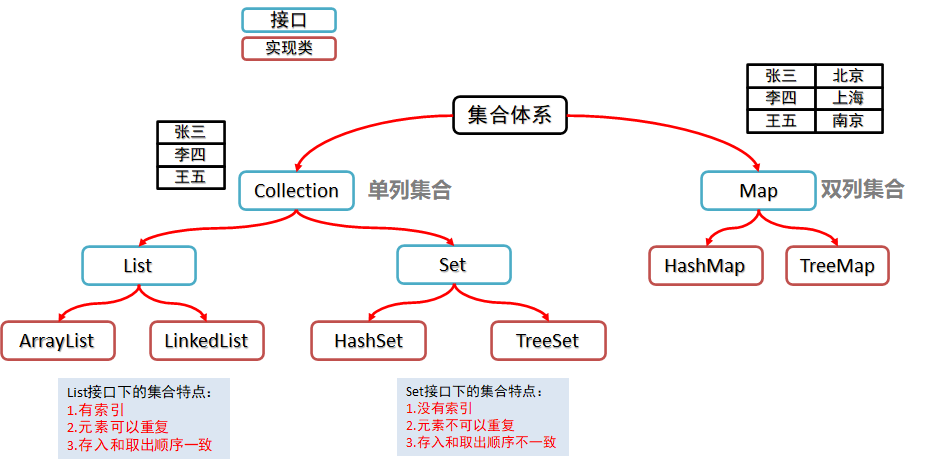 接口
实现类
张三 北京
李四 上海
王五 南京
集合体系
张三
李四
王五
Collection
单列集合
Map
双列集合
List
Set
HashMap
TreeMap
ArrayList
LinkedList
HashSet
TreeSet
List接口下的集合特点：
1.有索引
2.元素可以重复
3.存入和取出顺序一致
Set接口下的集合特点：
1.没有索引
2.元素不可以重复
3.存入和取出顺序不一致